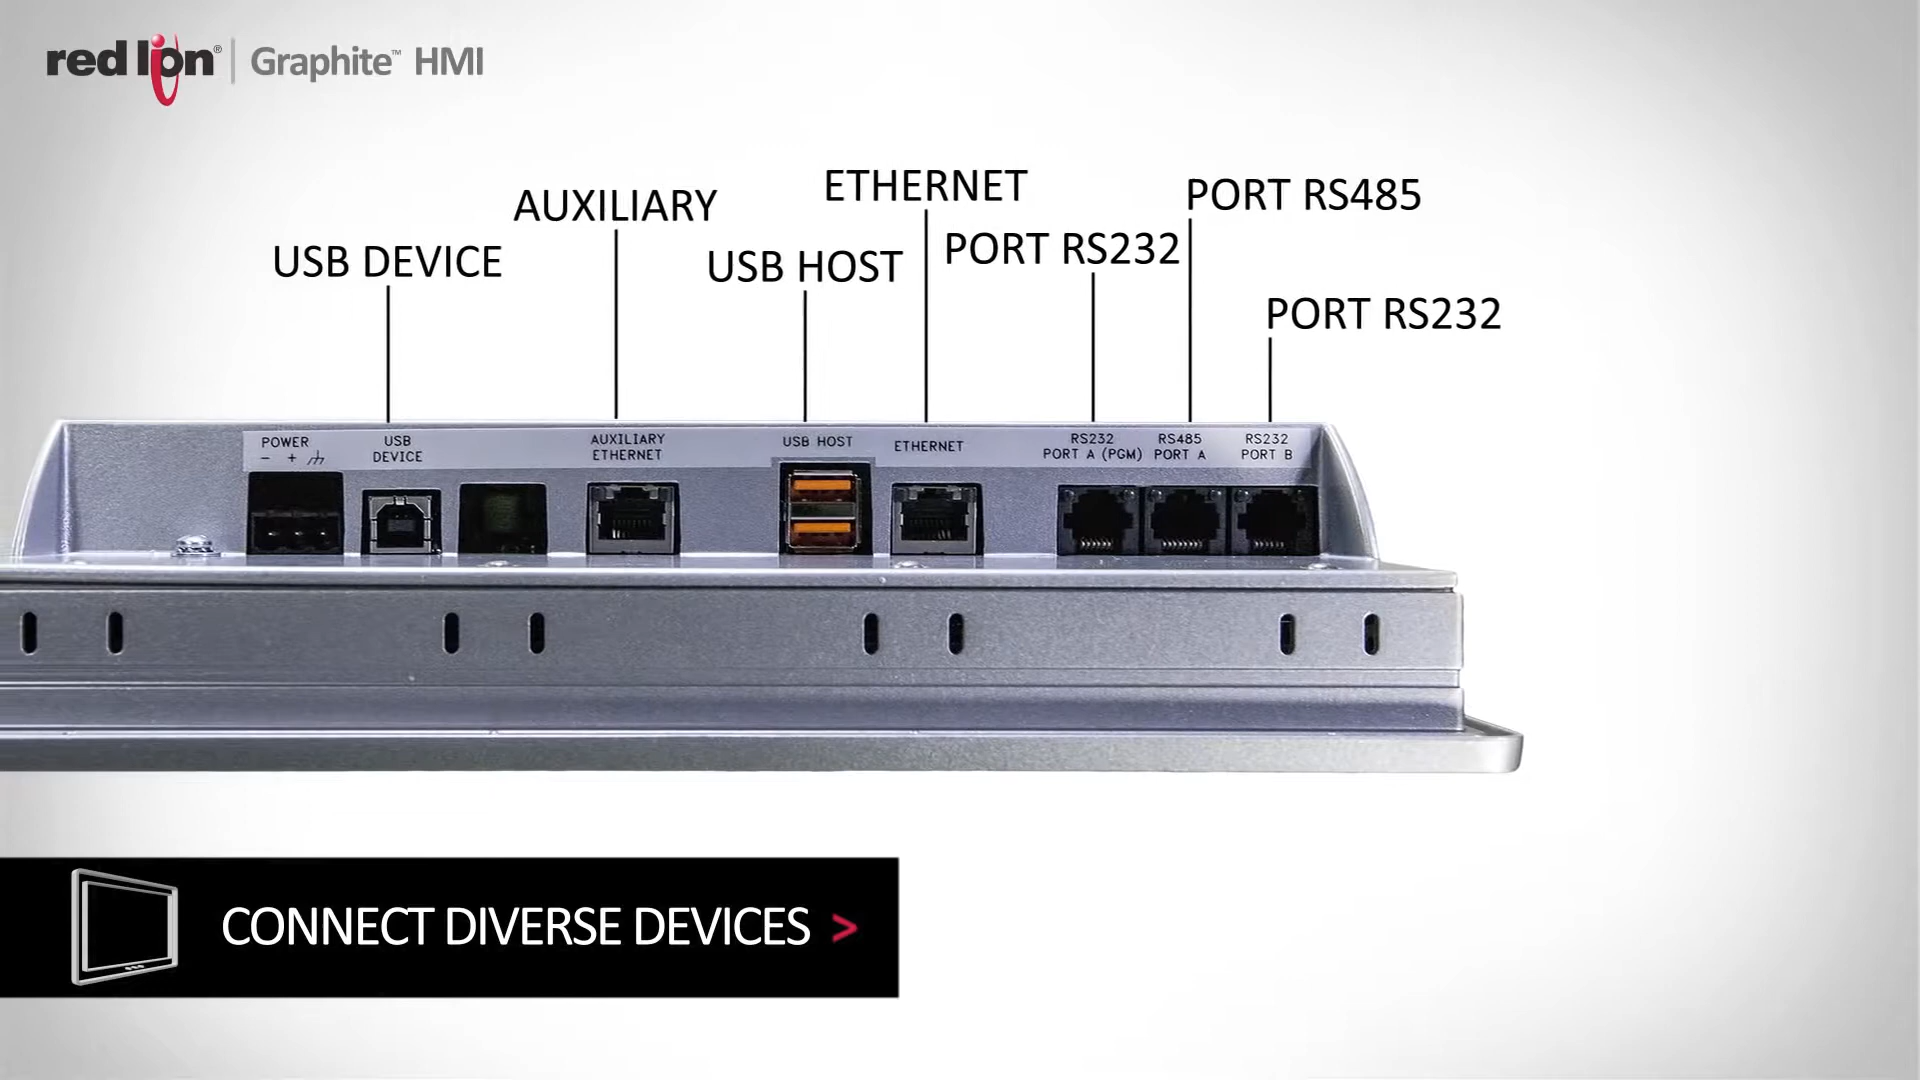 red lion® | Graphite™ HMI
ETHERNET
PORT RS485
AUXILIARY
PORT RS232
USB DEVICE
USB HOST
PORT RS232
POWER
- +
USB
DEVICE
AUXILIARY
ETHERNET
USB HOST
ETHERNET
RS232
PORT A (PGM)
RS485
PORT A
RS232
PORT B
CONNECT DIVERSE DEVICES >